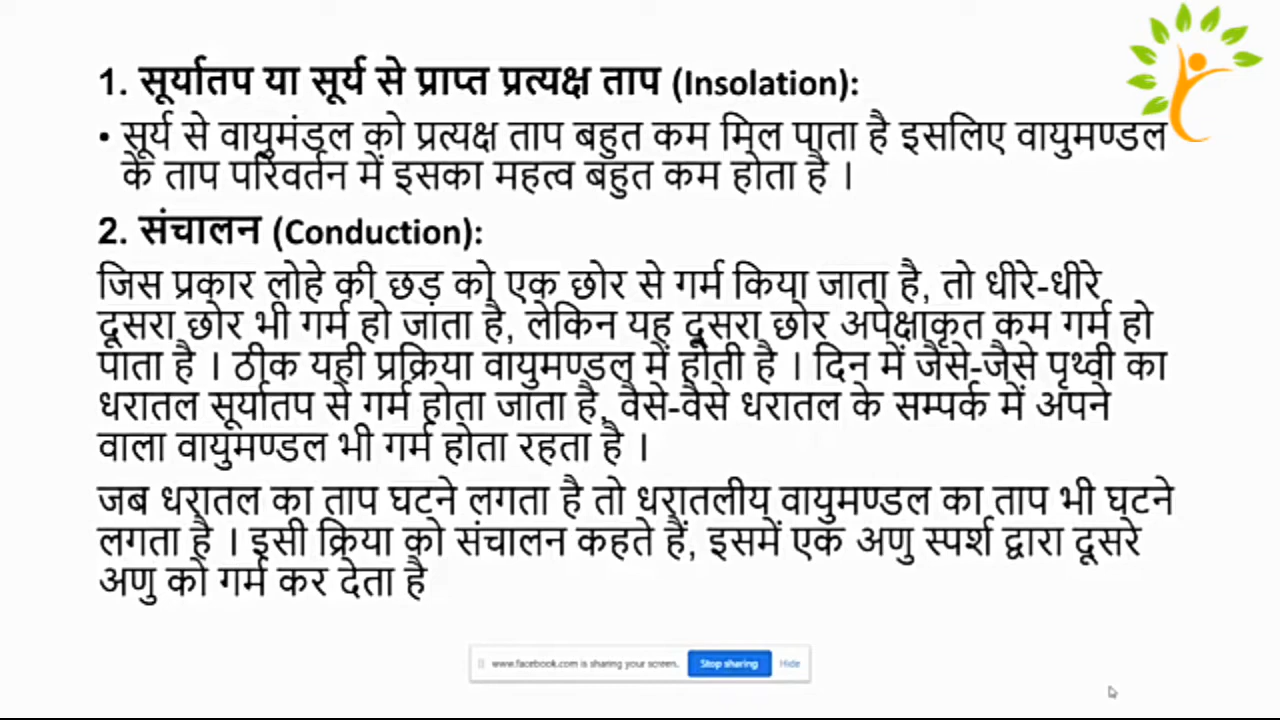 1. सूर्यातप या सूर्य से प्राप्त प्रत्यक्ष ताप (Insolation):
• सूर्य से वायुमंडल को प्रत्यक्ष ताप बहुत कम मिल पाता है इसलिए वायुमण्डल
के ताप परिवर्तन में इसका महत्व बहुत कम होता है ।
2. संचालन (Conduction):
जिस प्रकार लोहे की छड़ को एक छोर से गर्म किया जाता है, तो धीरे-धीरे
दूसरा छोर भी गर्म हो जाता है, लेकिन यह दूसरा छोर अपेक्षाकृत कम गर्म हो
पाता है । ठीक यही प्रक्रिया वायुमण्डल में होती है । दिन में जैसे-जैसे पृथ्वी का
धरातल सूर्यातप से गर्म होता जाता है, वैसे-वैसे धरातल के सम्पर्क में अपने
वाला वायुमण्डल भी गर्म होता रहता है ।
जब धरातल का ताप घटने लगता है तो धरातलीय वायुमण्डल का ताप भी घटने
लगता है । इसी क्रिया को संचालन कहते हैं, इसमें एक अणु स्पर्श द्वारा दूसरे
अणु को गर्म कर देता है
www.facebook.com is sharing your screen. Stop sharing Hide